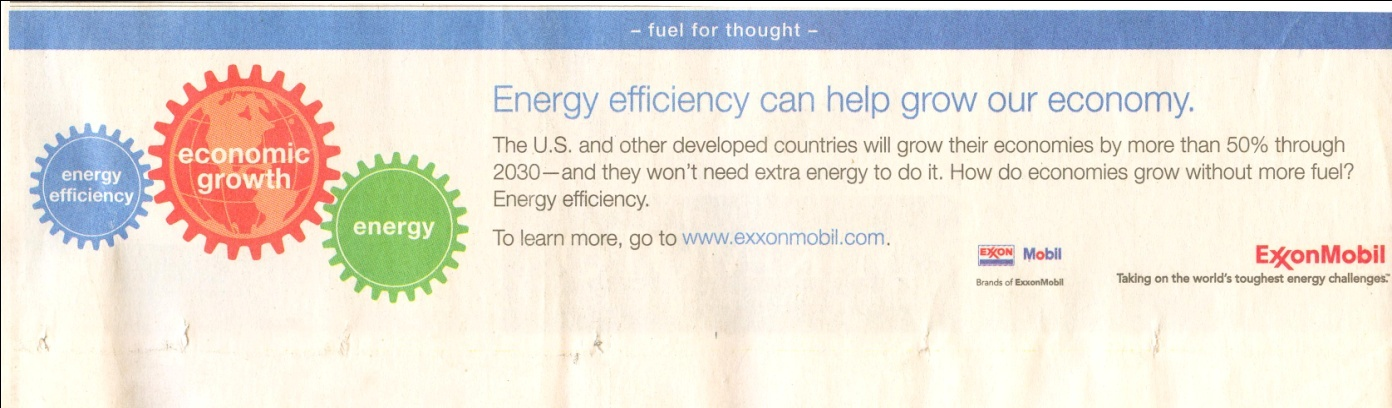 – fuel for thought –
energy
efficiency
economic
growth
energy
Energy efficiency can help grow our economy.
The U.S. and other developed countries will grow their economies by more than 50% through
2030—and they won't need extra energy to do it. How do economies grow without more fuel?
Energy efficiency.
To learn more, go to www.exxonmobil.com.
EXXON Mobil
Brands of ExxonMobil
ExxonMobil
Taking on the world's toughest energy challenges.™